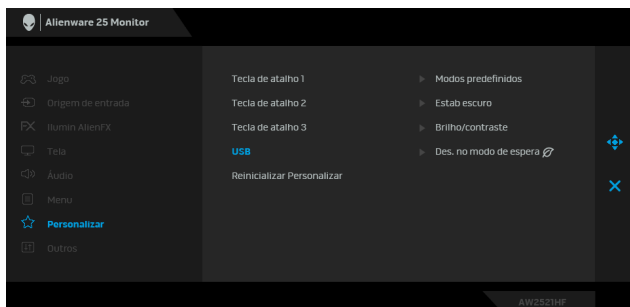 Alienware 25 Monitor
Jogo
Origem de entrada
FX Ilumin AlienFX
Tela
Áudio
Menu
Personalizar
Outros
Tecla de atalho 1 Modos predefinidos
Tecla de atalho 2 Estab escuro
Tecla de atalho 3 Brilho/contraste
USB Des. no modo de espera
Reinicializar Personalizar
AW2521HF